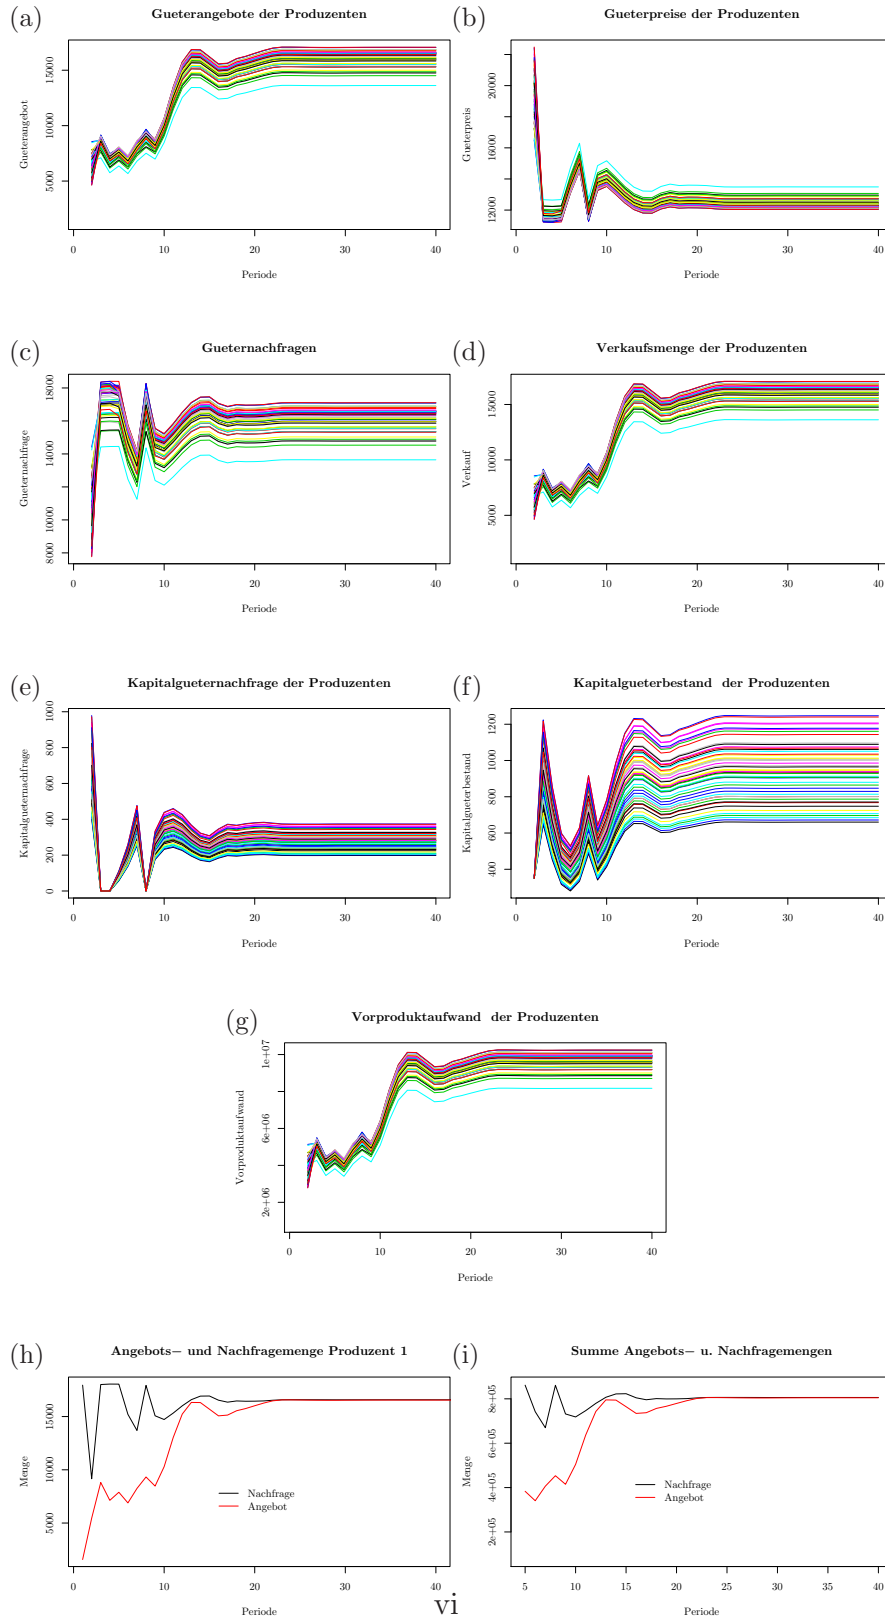 (a)
Gueterangebote der Produzenten
15000
10000
5000
Gueterangebot
0 10 20 30 40
Periode
(b)
Gueterpreise der Produzenten
20000
16000
12000
Gueterpreis
0 10 20 30 40
Periode
(c)
Gueternachfragen
18000
14000
10000
8000
Gueternachfrage
0 10 20 30 40
Periode
(d)
Verkaufsmenge der Produzenten
15000
10000
5000
Verkauf
0 10 20 30 40
Periode
(e)
Kapitalgueternachfrage der Produzenten
1000
800
600
400
200
0
Kapitalgueternachfrage
0 10 20 30 40
Periode
(f)
Kapitalgueterbestand der Produzenten
1200
1000
800
600
400
Kapitalgueterbestand
0 10 20 30 40
Periode
(g)
Vorproduktaufwand der Produzenten
1e+07
6e+06
2e+06
Vorproduktaufwand
0 10 20 30 40
Periode
(h)
Angebots− und Nachfragemenge Produzent 1
15000
10000
5000
Menge
Nachfrage
Angebot
0 10 20 30 40
Periode
(i)
Summe Angebots− u. Nachfragemengen
8e+05
6e+05
4e+05
2e+05
Menge
Nachfrage
Angebot
5 10 15 20 25 30 35 40
Periode
vi